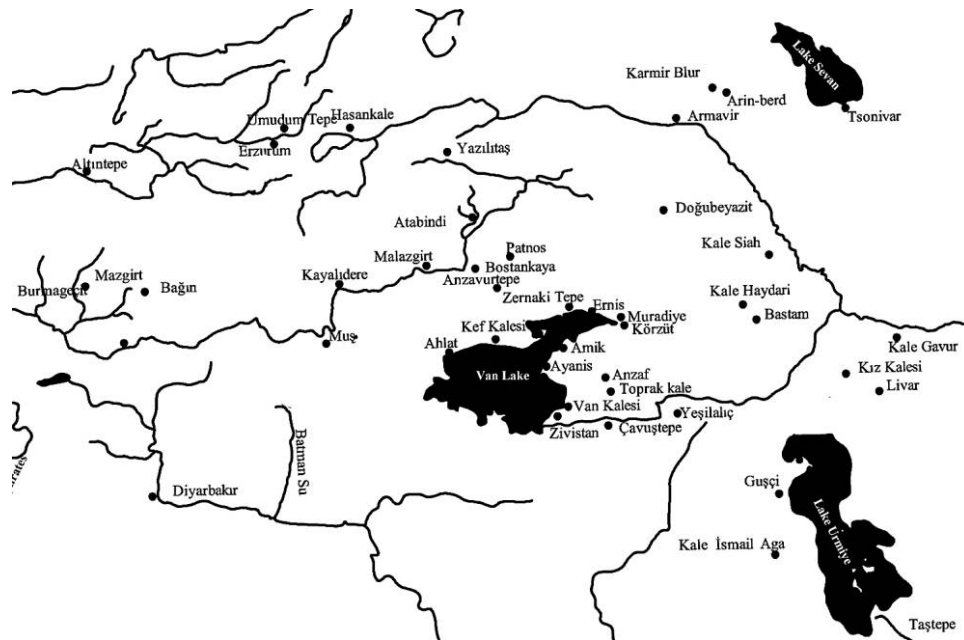 Lake Sevan
Karmir Blur
Arin-berd
Tsonivar
Armavir
Umudum Tepe
Hasankale
Erzurum
Yazılıtaş
Altıntepe
Doğubeyazit
Atabindi
Kale Siah
Patnos
Malazgirt
Bostankaya
Anzavurtepe
Mazgirt
Kayalıdere
Burmageçit
Bağın
Zernaki Tepe
Ernis
Kale Haydari
Muradiye
Bastam
Kef Kalesi
Körzüt
Muş
Ahlat
Amik
Kale Gavur
Van Lake
Ayanis
Kız Kalesi
Anzaf
Livar
Toprak kale
Van Kalesi
Yeşilalıç
Zivistan
Çavuştepe
Batman Su
Diyarbakır
Guşçi
Lake Urmiye
Kale İsmail Aga
Taştepe